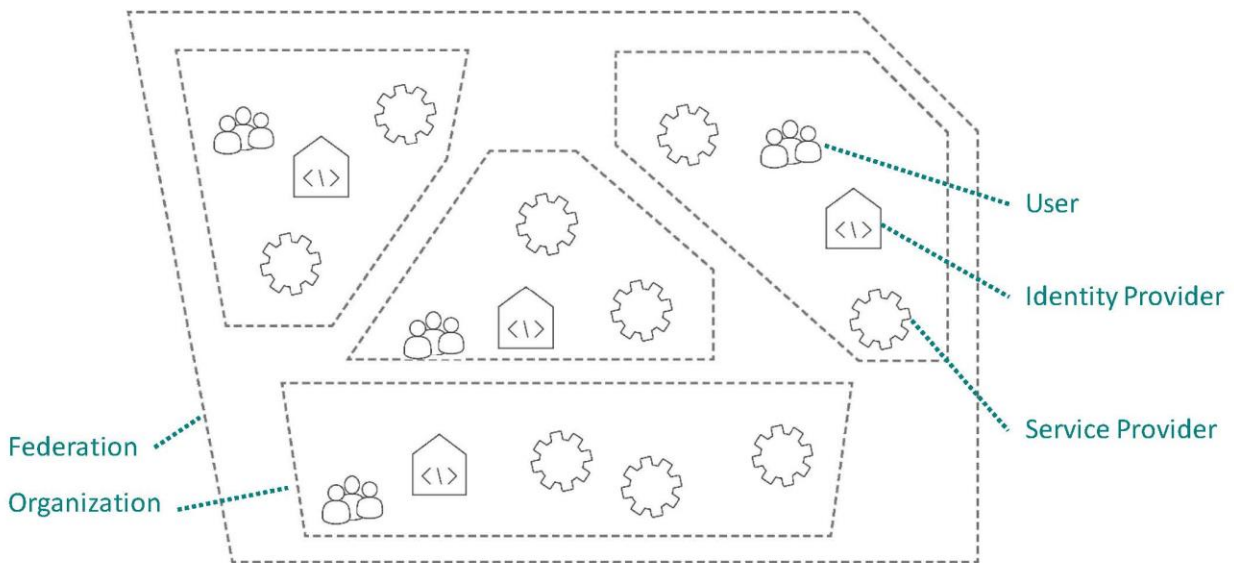 User
Identity Provider
Service Provider
Federation
Organization
<\>
<\>
<\>
<\>